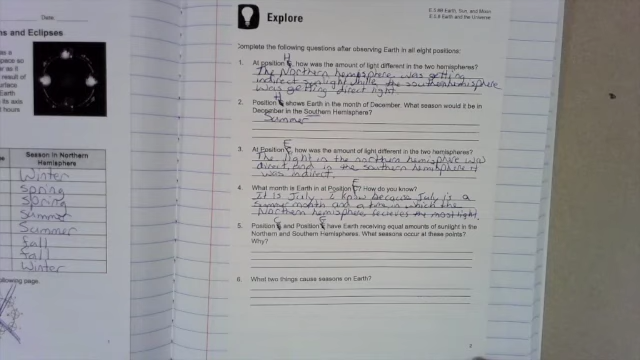 Date:
ns and Eclipses
Season in Northern
Hemisphere
Winter
Spring
Spring
Summer
Summer
fall
fall
Winter
ollowing page.
1
Explore
E.5.9B Earth, Sun, and Moon
E.5.9 Earth and the Universe
Complete the following questions after observing Earth in all eight positions:
H
1. At position, how was the amount of light different in the two hemispheres?
The Northern hemisphere was getting
indirect sunlight while the southern hemisphere
was getting direct light.
H
2. Position shows Earth in the month of December. What season would it be in
December in the Southern Hemisphere?
Summer
E
3. At Position, how was the amount of light different in the two hemispheres?
The light in the northern hemisphere was
direct, and in the southern hemisphere it
was indirect.
E
4. What month is Earth in at Position? How do you know?
It is July. I know because July is a
summer month and a time in which the
Northern hemisphere recieves the most light.
5. Position and Position have Earth receiving equal amounts of sunlight in the
Northern and Southern Hemispheres. What seasons occur at these points?
Why?
6. What two things cause seasons on Earth?